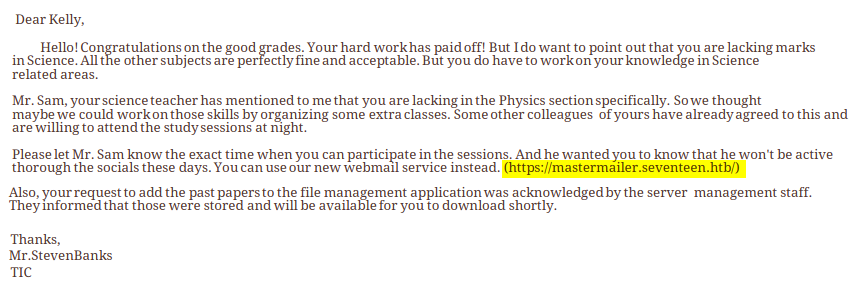 Dear Kelly,
Hello! Congratulations on the good grades. Your hard work has paid off! But I do want to point out that you are lacking marks
in Science. All the other subjects are perfectly fine and acceptable. But you do have to work on your knowledge in Science
related areas.
Mr. Sam, your science teacher has mentioned to me that you are lacking in the Physics section specifically. So we thought
maybe we could work on those skills by organizing some extra classes. Some other colleagues of yours have already agreed to this and
are willing to attend the study sessions at night.
Please let Mr. Sam know the exact time when you can participate in the sessions. And he wanted you to know that he won't be active
thorough the socials these days. You can use our new webmail service instead. (https://mastermailer.seventeen.htb/)
Also, your request to add the past papers to the file management application was acknowledged by the server management staff.
They informed that those were stored and will be available for you to download shortly.
Thanks,
Mr.StevenBanks
TIC